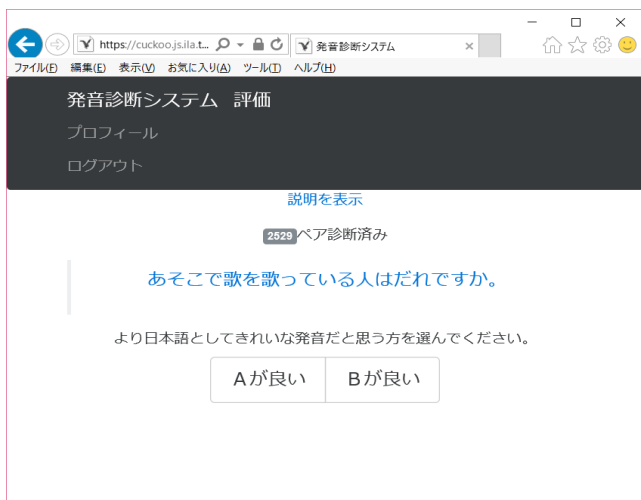 https://cuckoo.js.ila.t...
発音診断システム
ファイル(F) 編集(E) 表示(V) お気に入り(A) ツール(T) ヘルプ(H)
発音診断システム 評価
プロフィール
ログアウト
説明を表示
2529ペア診断済み
あそこで歌を歌っている人はだれですか。
より日本語としてきれいな発音だと思う方を選んでください。
Aが良い Bが良い